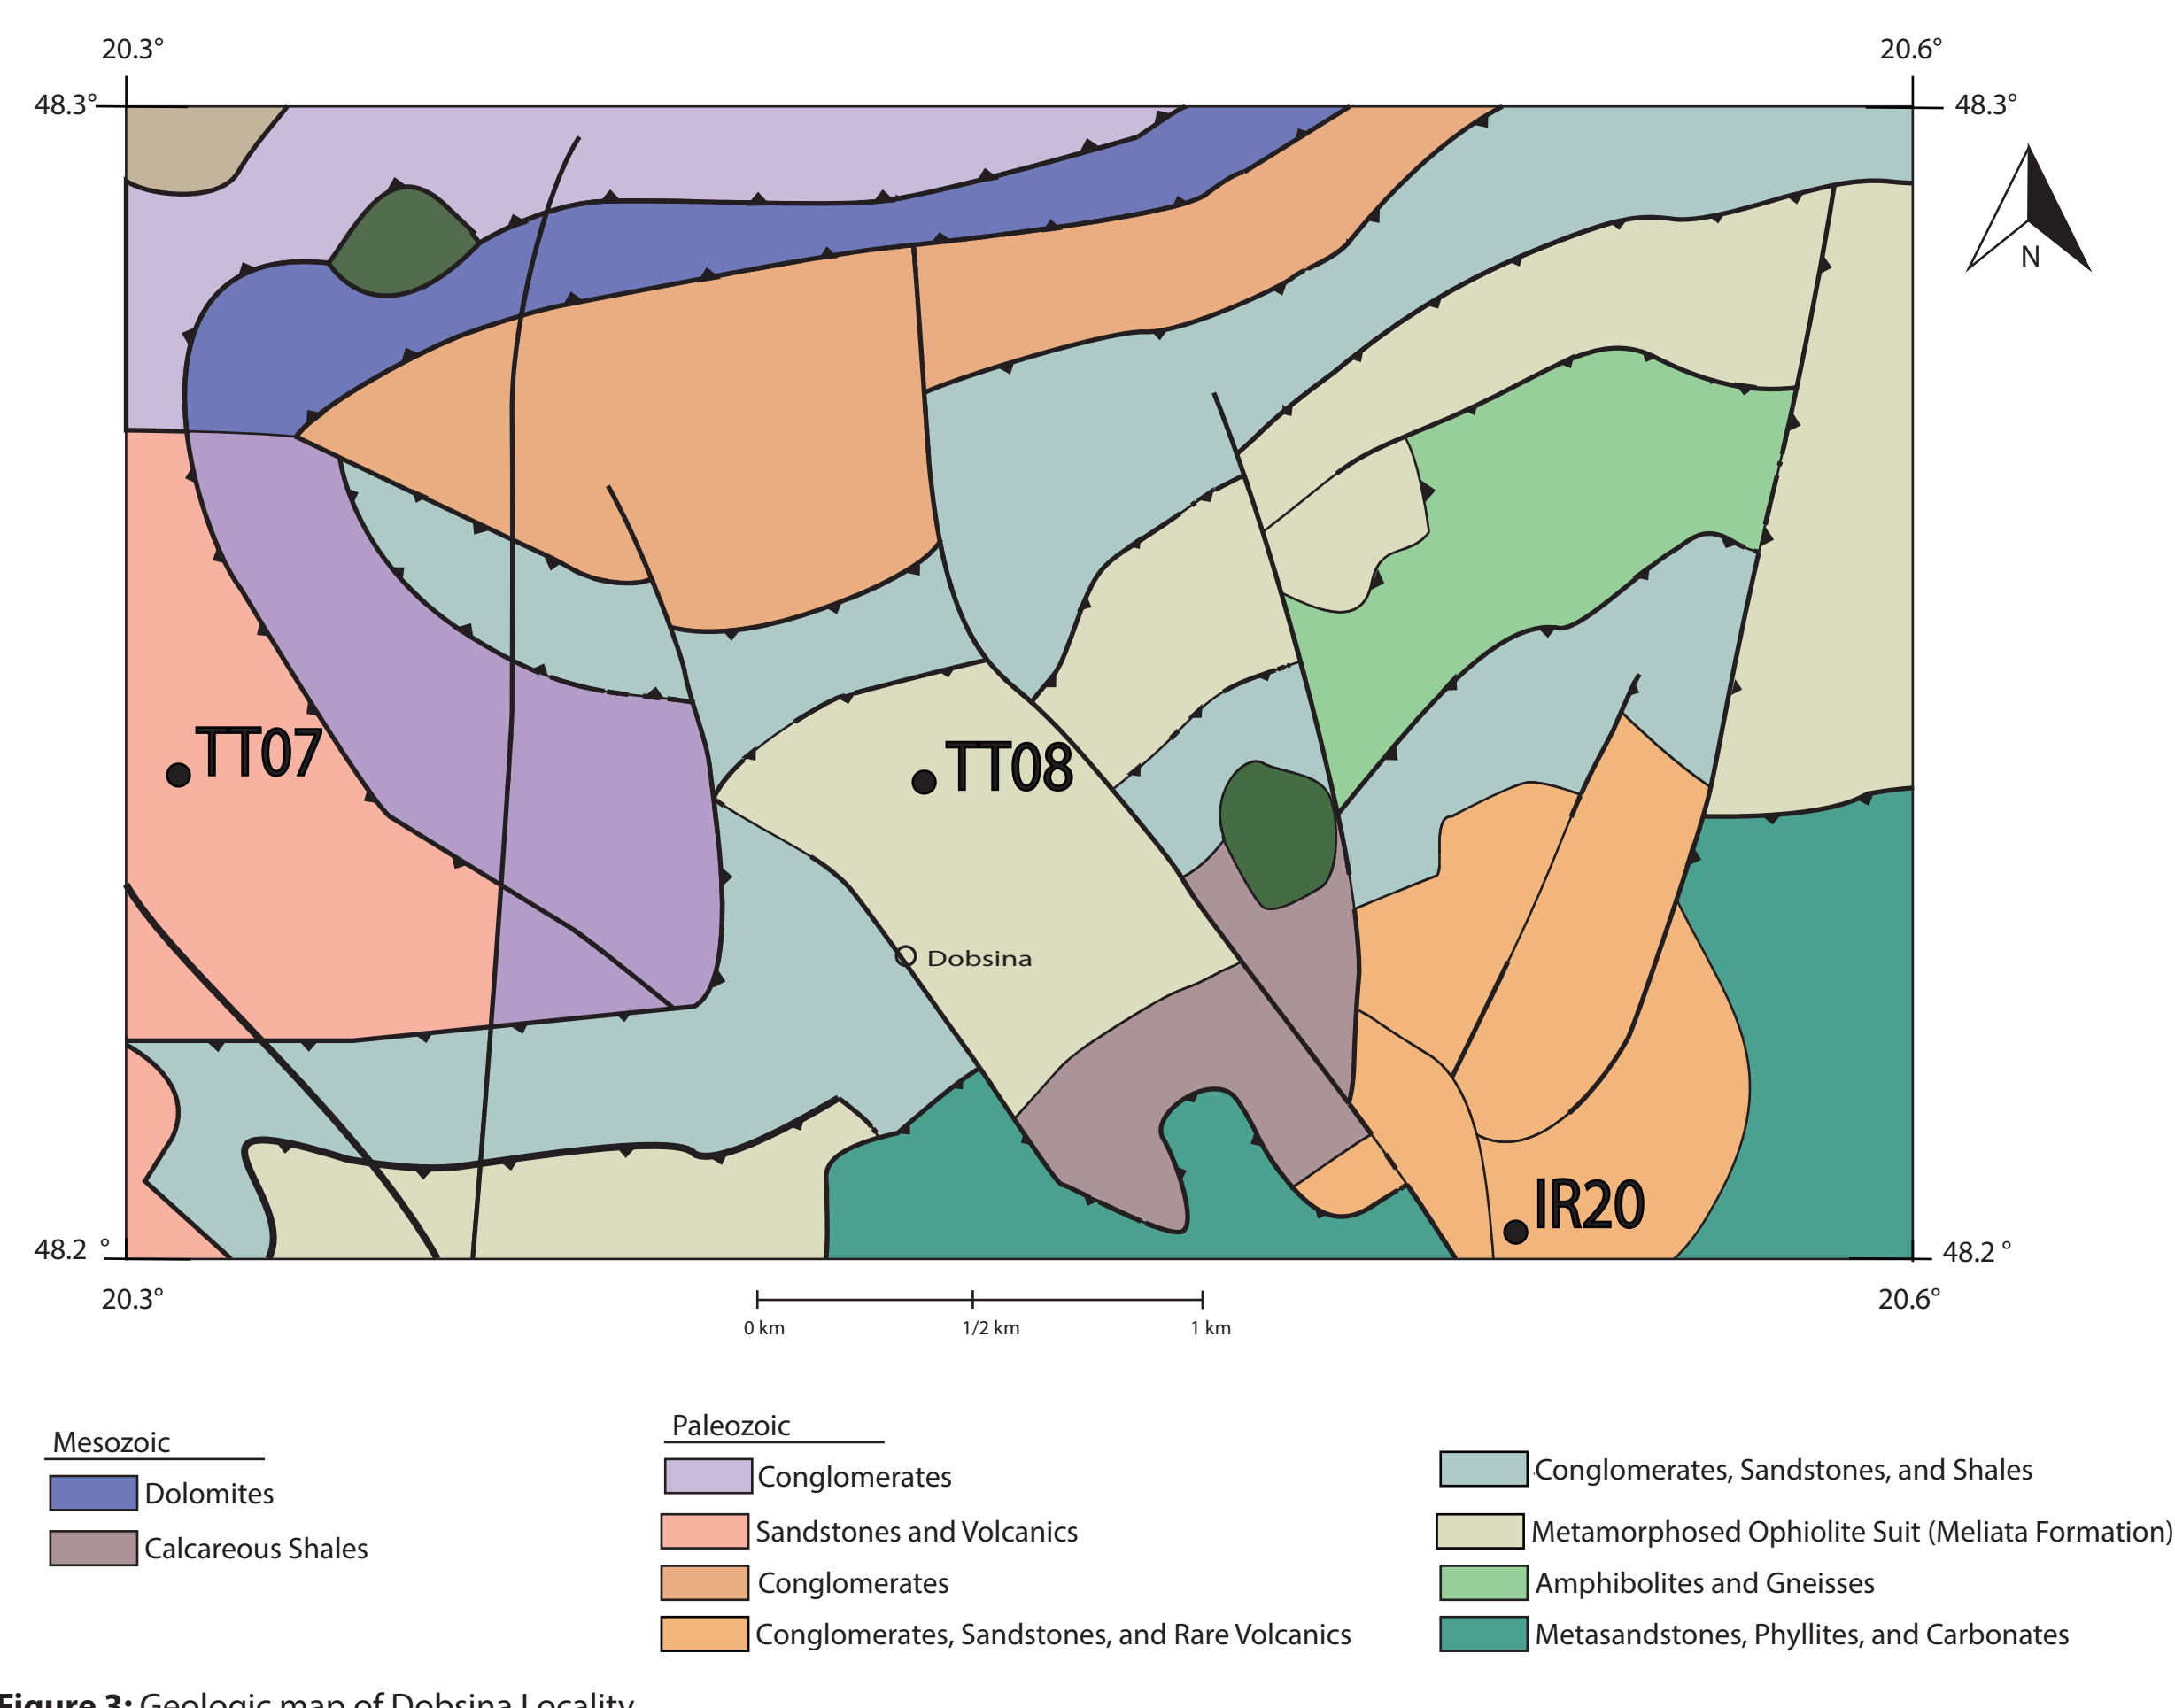 20.3° 20.6°
48.3° 48.3°
N
TT07 TT08
Dobsina
IR20
48.2 ° 48.2 °
20.3° 20.6°
0 km 1/2 km 1 km
Mesozoic
Dolomites
Calcareous Shales
Paleozoic
Conglomerates
Sandstones and Volcanics
Conglomerates
Conglomerates, Sandstones, and Rare Volcanics
Conglomerates, Sandstones, and Shales
Metamorphosed Ophiolite Suit (Meliata Formation)
Amphibolites and Gneisses
Metasandstones, Phyllites, and Carbonates
Figure 3: Geologic map of Dobsina Locality